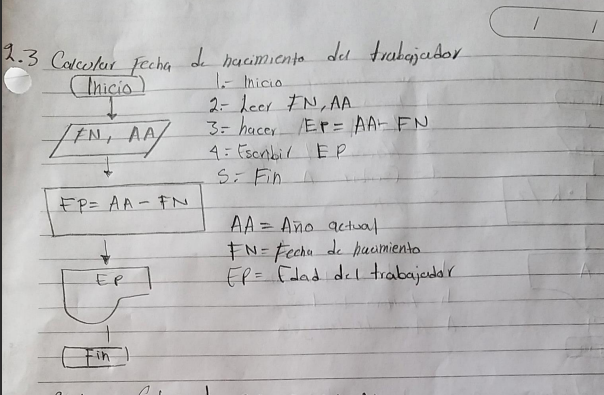 2.3 Calcular Fecha de nacimiento del trabajador
Inicio
1.- Inicio
2- Leer FN, AA
FN, AA
3- hacer EP= AA- FN
4- Escribir EP
5- Fin
EP= AA - FN
AA = Año actual
FN= Fecha de nacimiento
EP
EP= Edad del trabajador
Fin